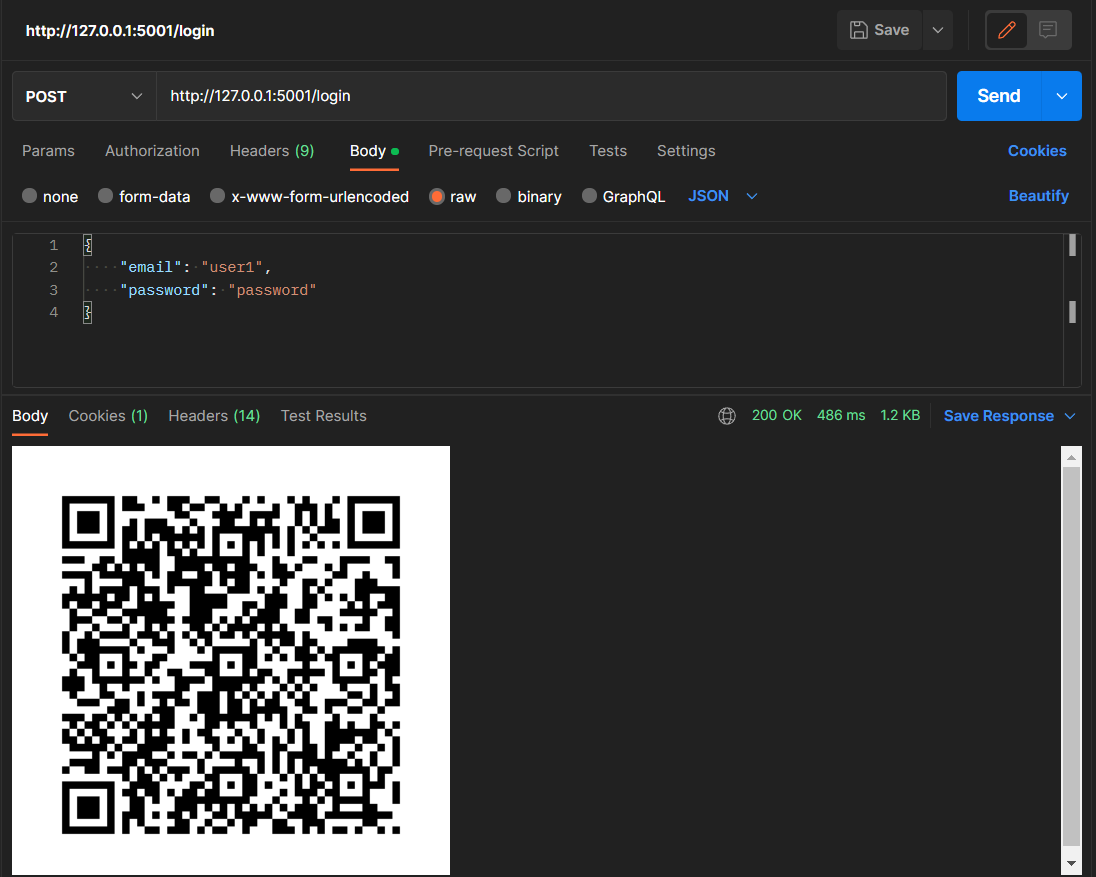 http://127.0.0.1:5001/login
Save
POST
http://127.0.0.1:5001/login
Send
Params Authorization Headers (9) Body Pre-request Script Tests Settings Cookies
none form-data x-www-form-urlencoded raw binary GraphQL JSON Beautify
1 {
2 ····"email":·"user1",
3 ····"password":·"password"
4 }
Body Cookies (1) Headers (14) Test Results 200 OK 486 ms 1.2 KB Save Response